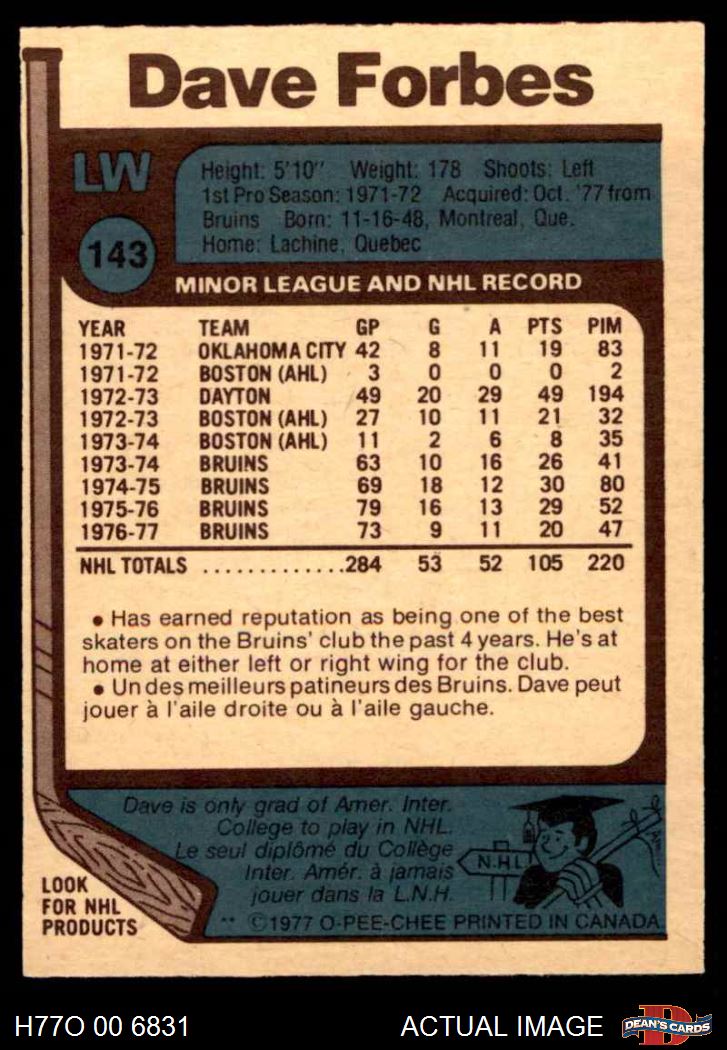 Dave Forbes
LW
143
Height: 5'10" Weight: 178 Shoots: Left
1st Pro Season: 1971-72 Acquired: Oct. '77 from
Bruins Born: 11-16-48, Montreal, Que.
Home: Lachine, Quebec
MINOR LEAGUE AND NHL RECORD
YEAR TEAM GP G A PTS PIM
1971-72 OKLAHOMA CITY 42 8 11 19 83
1971-72 BOSTON (AHL) 3 0 0 0 2
1972-73 DAYTON 49 20 29 49 194
1972-73 BOSTON (AHL) 27 10 11 21 32
1973-74 BOSTON (AHL) 11 2 6 8 35
1973-74 BRUINS 63 10 16 26 41
1974-75 BRUINS 69 18 12 30 80
1975-76 BRUINS 79 16 13 29 52
1976-77 BRUINS 73 9 11 20 47
NHL TOTALS .............284 53 52 105 220
• Has earned reputation as being one of the best
skaters on the Bruins' club the past 4 years. He's at
home at either left or right wing for the club.
• Un des meilleurs patineurs des Bruins. Dave peut
jouer à l'aile droite ou à l'aile gauche.
Dave is only grad of Amer. Inter.
College to play in NHL.
Le seul diplômé du Collège
Inter. Amér. à jamais
jouer dans la L.N.H.
N.H.L.
LOOK
FOR NHL
PRODUCTS
** ©1977 O-PEE-CHEE PRINTED IN CANADA
H77O 00 6831
ACTUAL IMAGE
D
DEAN'S CARDS